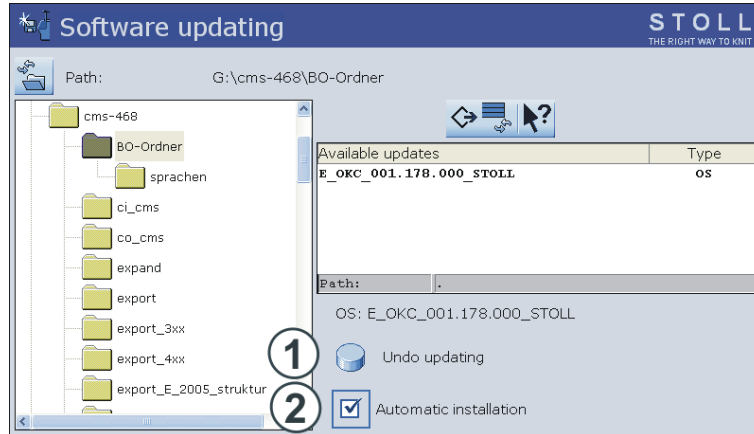 Software updating
STOLL
THE RIGHT WAY TO KNIT
Path: G:\cms-468\BO-Ordner
cms-468
BO-Ordner
sprachen
ci_cms
co_cms
expand
export
export_3xx
export_4xx
export_E_2005_struktur
Available updates Type
E_OKC_001.178.000_STOLL OS
Path: .
OS: E_OKC_001.178.000_STOLL
1 Undo updating
2 Automatic installation